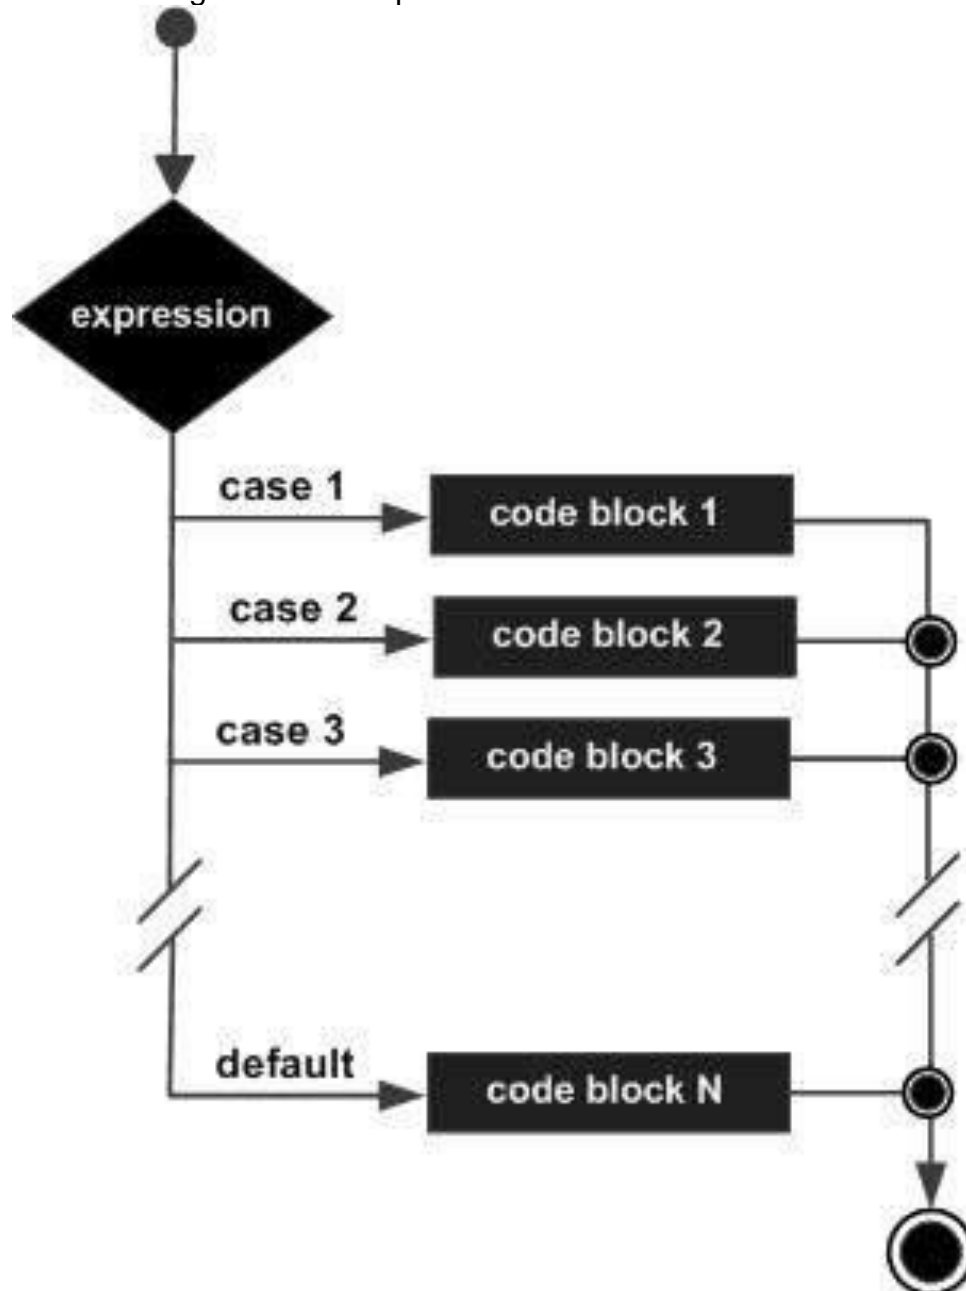 expression
case 1
code block 1
case 2
code block 2
case 3
code block 3
default
code block N